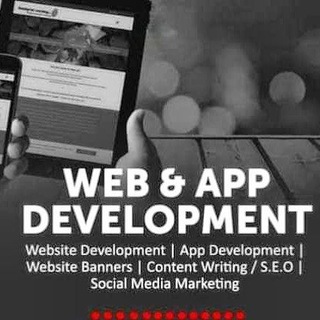 WEB & APP
DEVELOPMENT
Website Development | App Development |
Website Banners | Content Writing / S.E.O |
Social Media Marketing